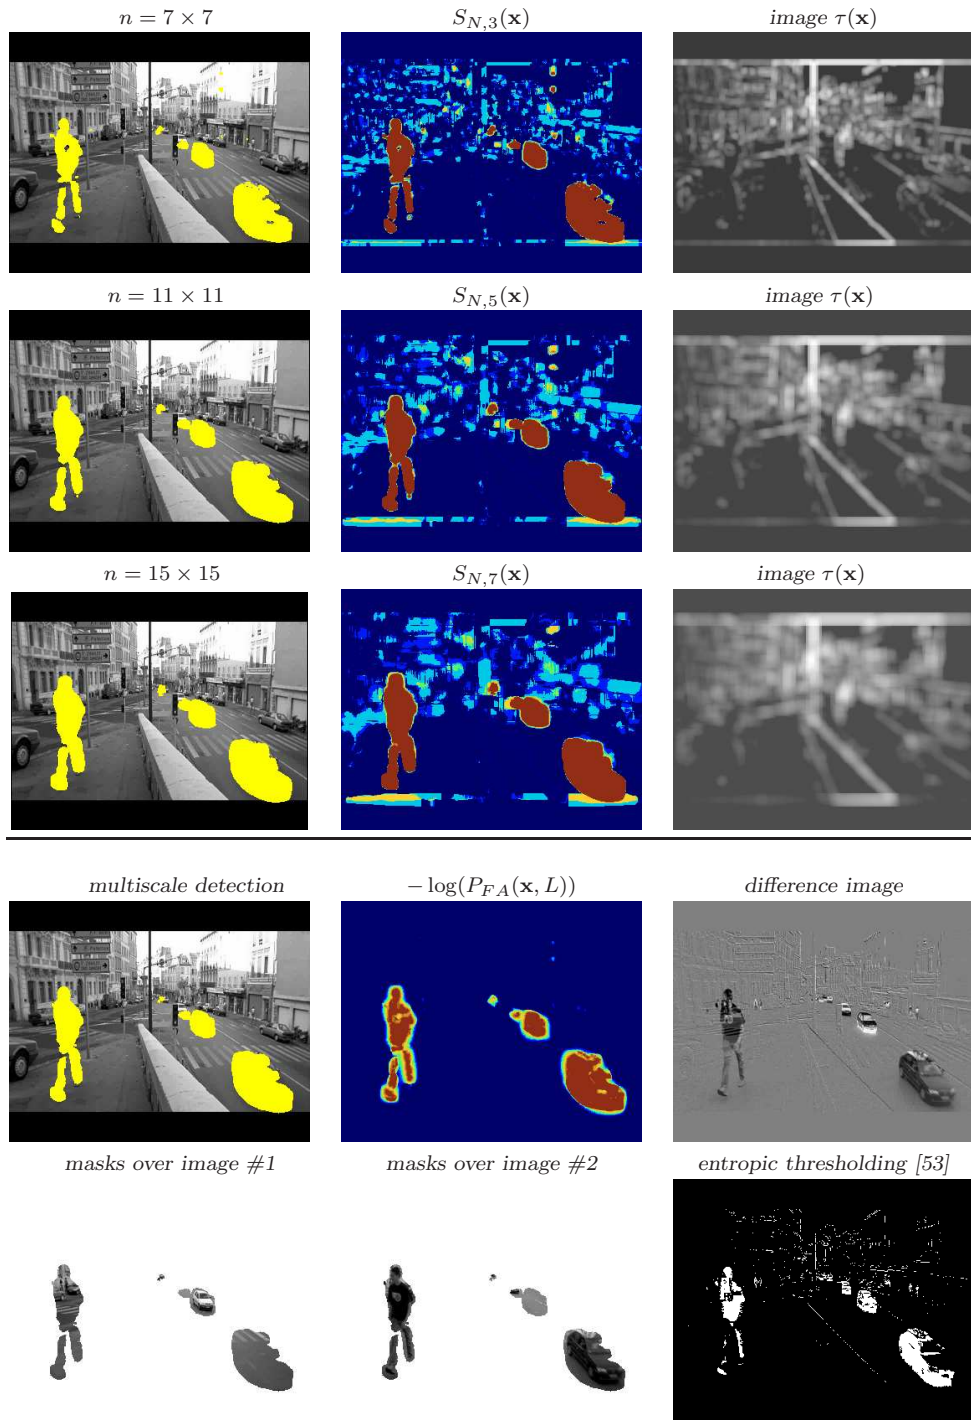 n = 7 × 7
S_{N,3}(x)
image τ(x)
n = 11 × 11
S_{N,5}(x)
image τ(x)
n = 15 × 15
S_{N,7}(x)
image τ(x)
multiscale detection
− log(P_{FA}(x, L))
difference image
masks over image #1
masks over image #2
entropic thresholding [53]